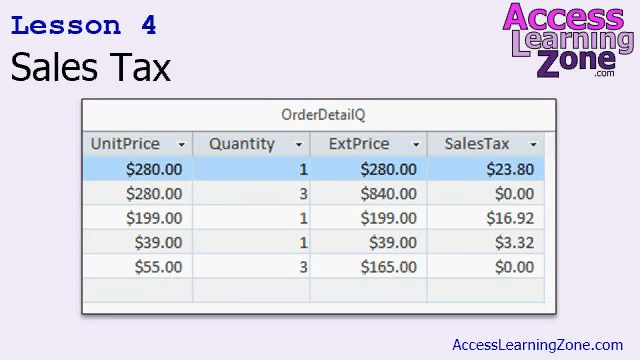 Lesson 4
Sales Tax
Access
Learning
Zone
.com
OrderDetailQ
UnitPrice Quantity ExtPrice SalesTax
$280.00 1 $280.00 $23.80
$280.00 3 $840.00 $0.00
$199.00 1 $199.00 $16.92
$39.00 1 $39.00 $3.32
$55.00 3 $165.00 $0.00
AccessLearningZone.com